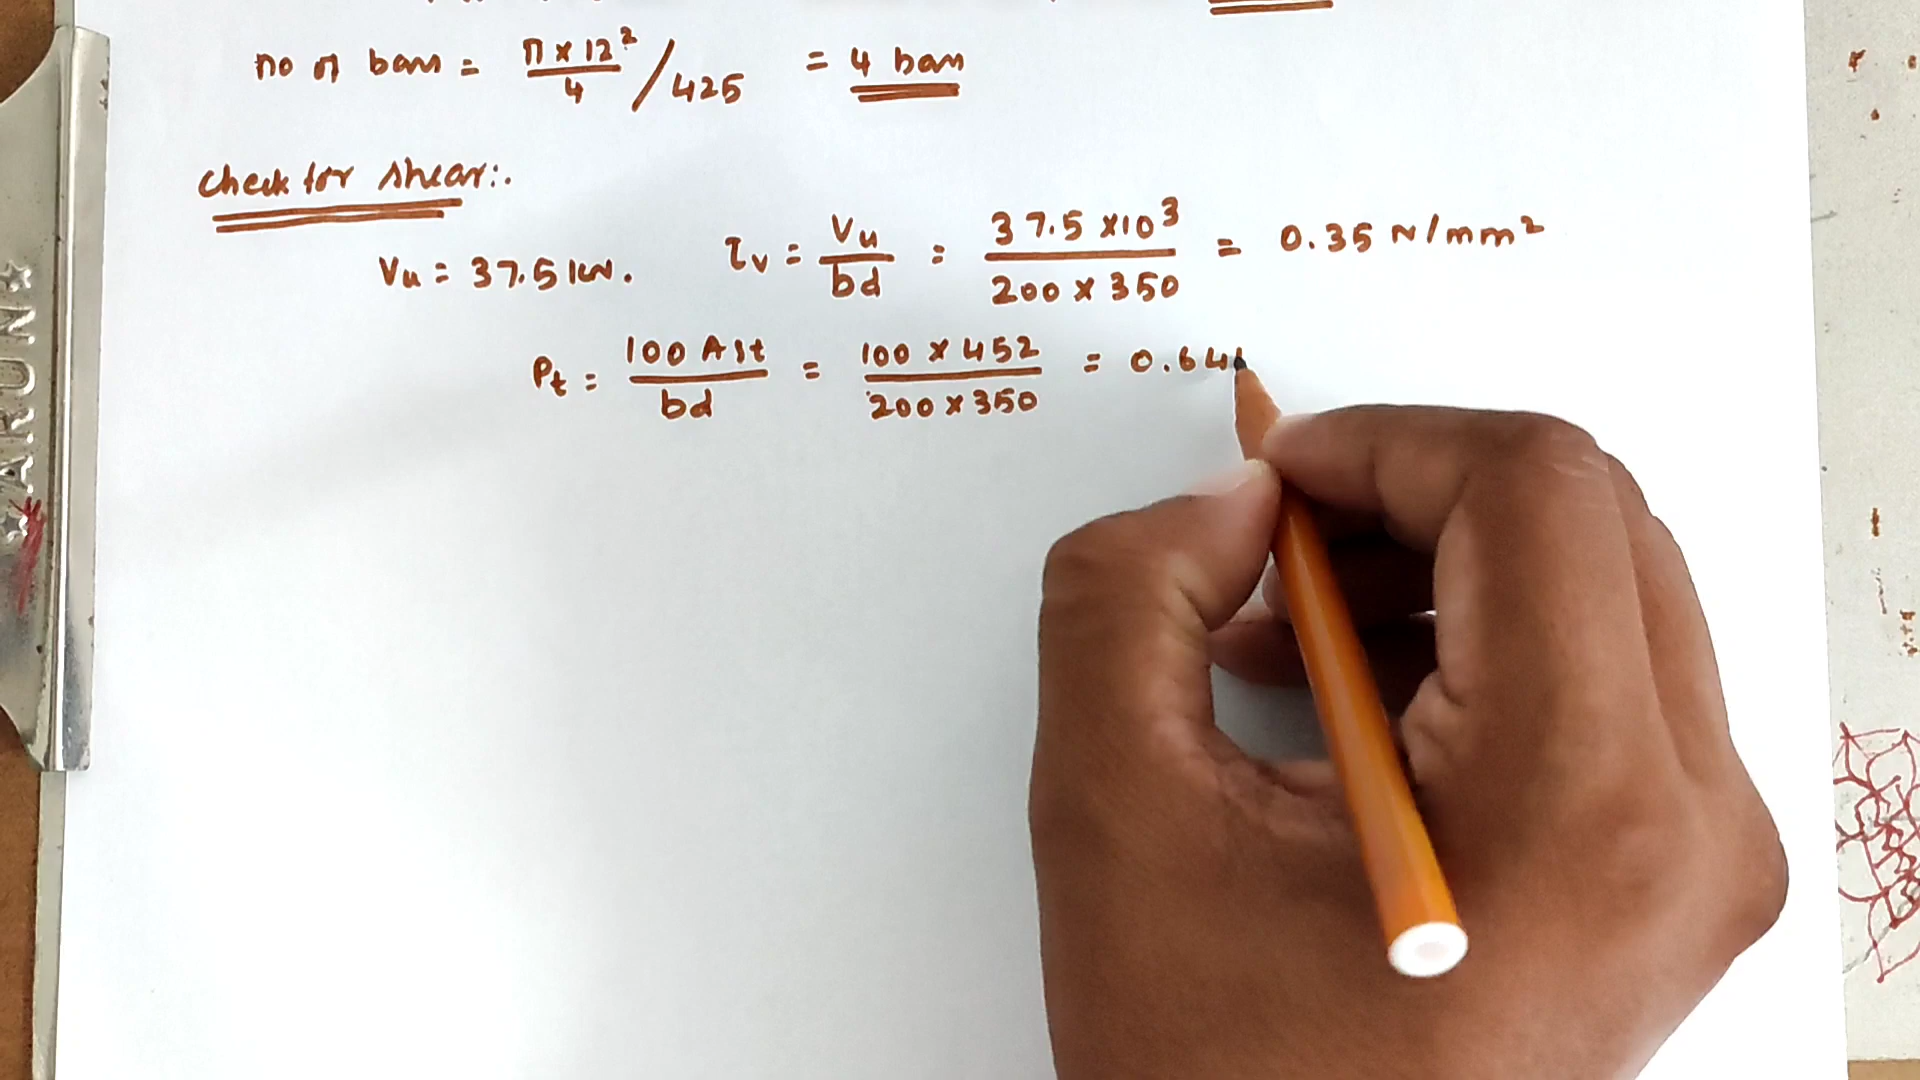 no of bars = π × 12² / 4 / 425 = 4 bars
Check for shear:.
Vu = 37.5 kN. τv = Vu / bd = 37.5 ×10³ / 200 × 350 = 0.35 N/mm²
Pt = 100 Ast / bd = 100 × 452 / 200 × 350 = 0.64
★ARUN★